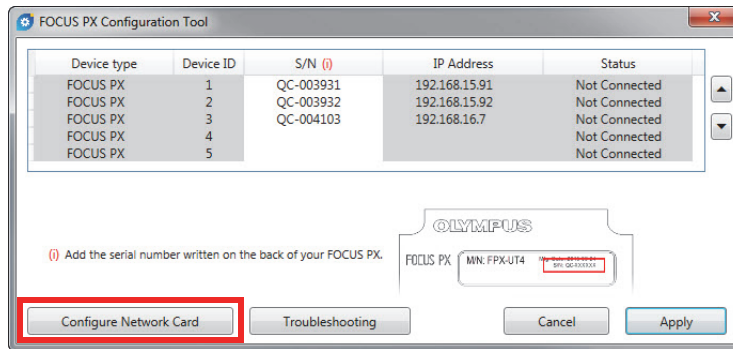 FOCUS PX Configuration Tool
Device type Device ID S/N (i) IP Address Status
FOCUS PX 1 QC-003931 192.168.15.91 Not Connected
FOCUS PX 2 QC-003932 192.168.15.92 Not Connected
FOCUS PX 3 QC-004103 192.168.16.7 Not Connected
FOCUS PX 4 Not Connected
FOCUS PX 5 Not Connected
OLYMPUS
(i) Add the serial number written on the back of your FOCUS PX.
FOCUS PX M/N: FPX-UT4
S/N: QC-XXXXXX
Configure Network Card Troubleshooting Cancel Apply